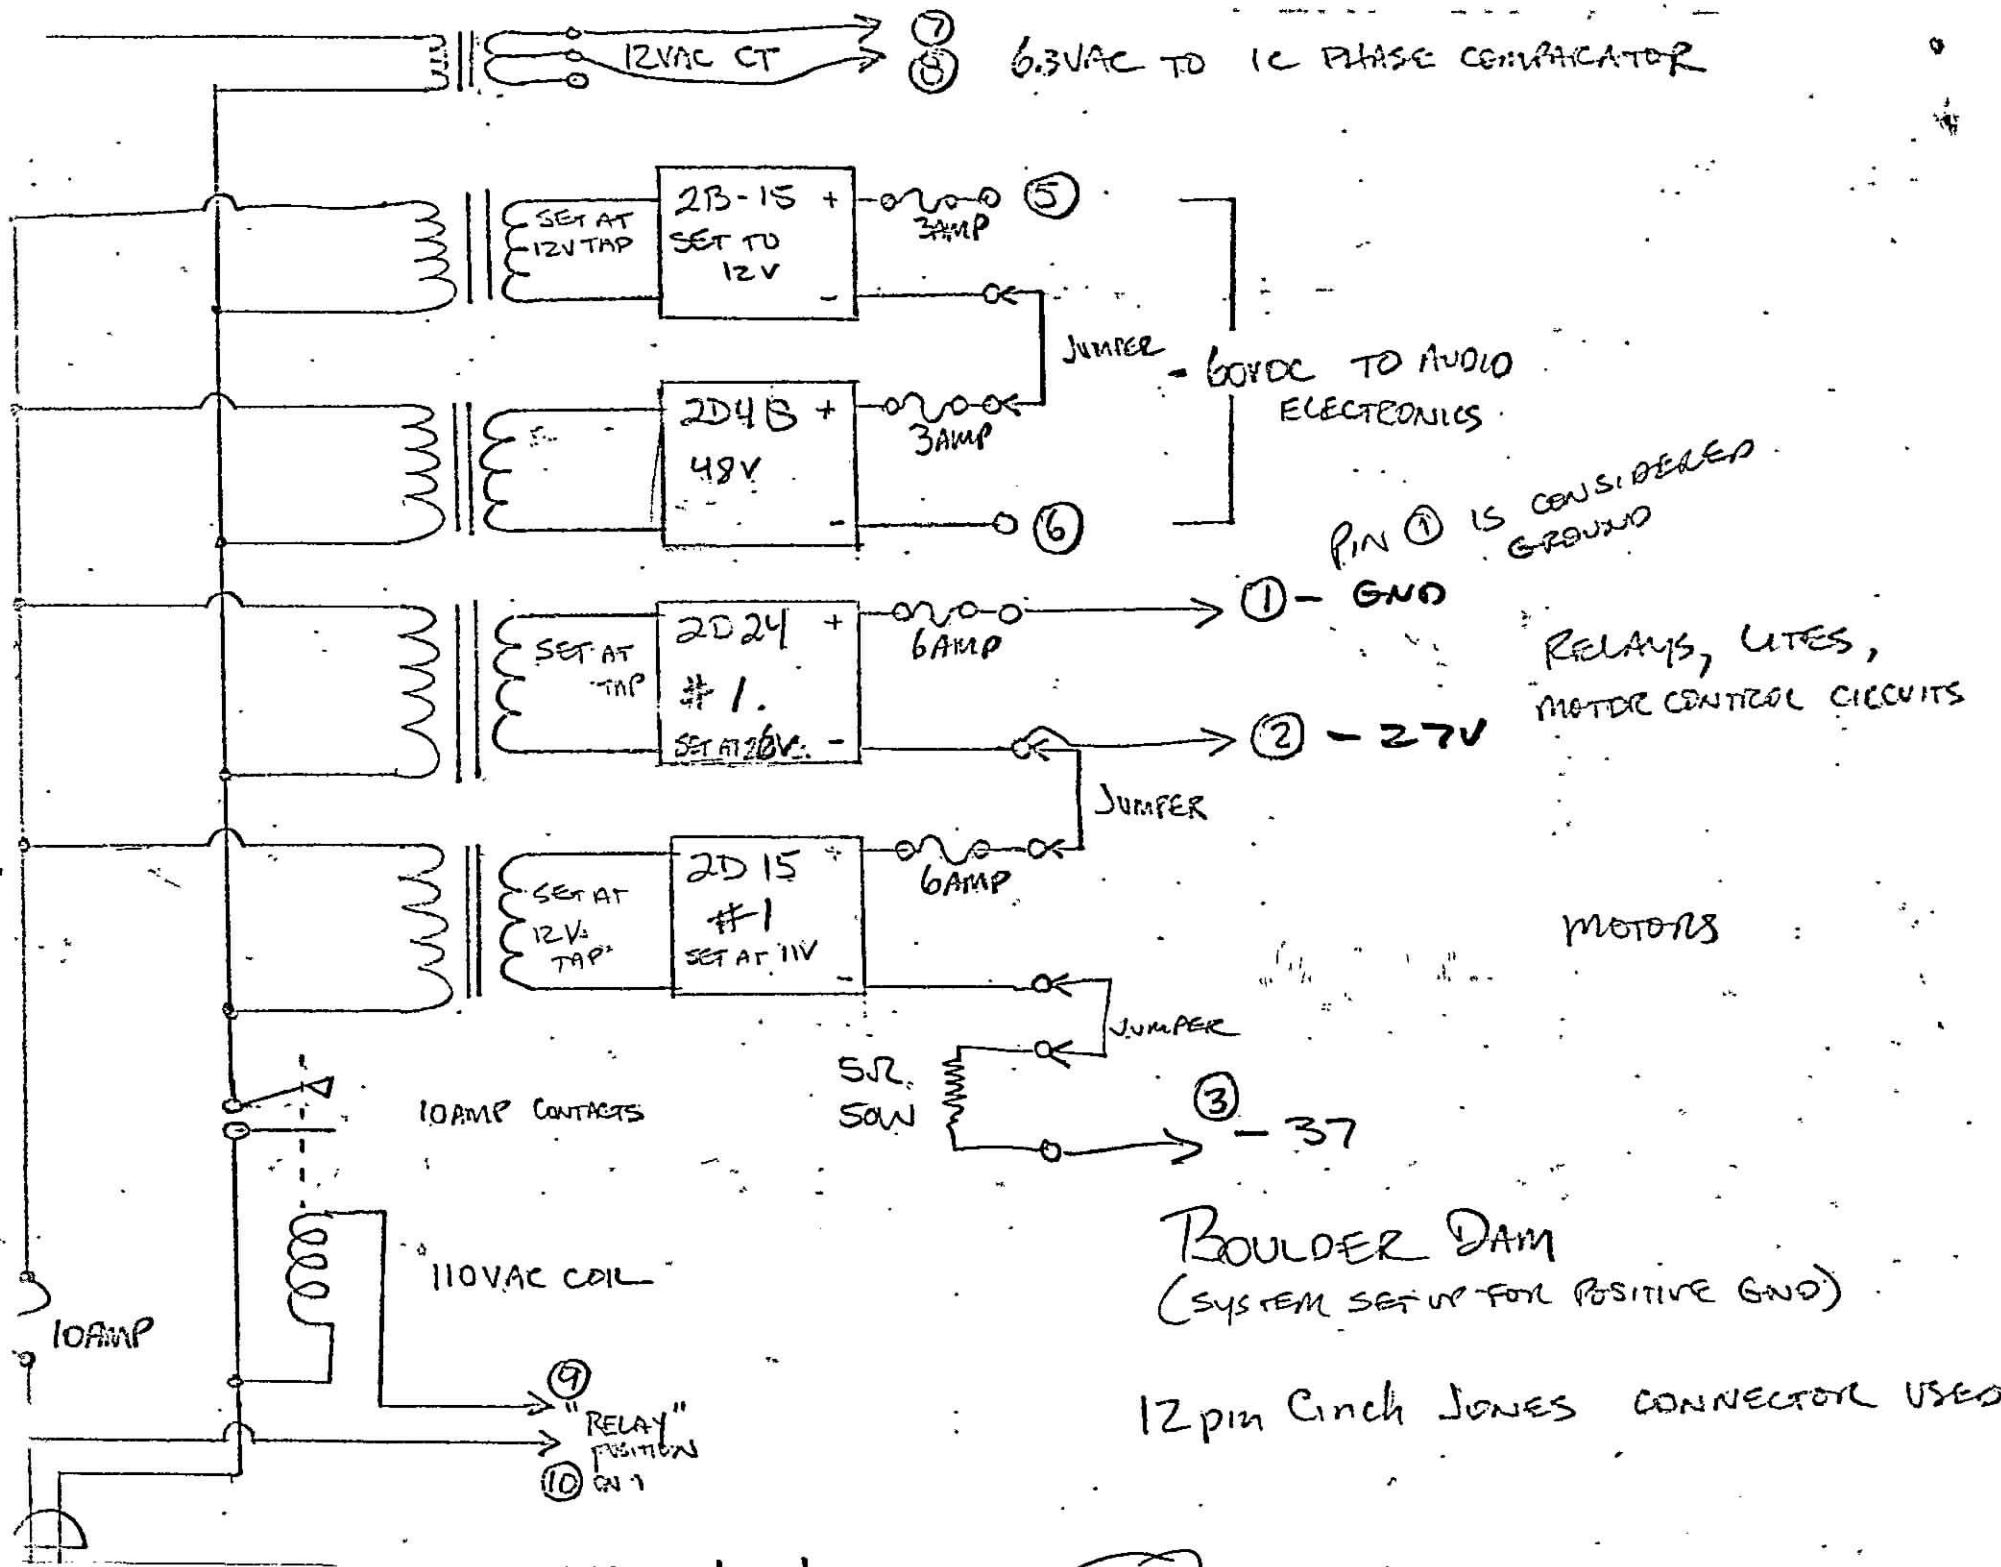 12VAC CT
7
8
6.3VAC TO IC PHASE COMPARATOR
SET AT
12V TAP
2B-15 +
SET TO
12V
-
3AMP
5
JUMPER
- 60VDC TO AUDIO
ELECTRONICS
2D48 +
48V
-
3AMP
6
PIN 1 IS CONSIDERED
GROUND
SET AT
TAP
2D24 +
#1.
SET AT 26V. -
6AMP
1 - GND
RELAYS, LITES,
MOTOR CONTROL CIRCUITS
2 - 27V
JUMPER
SET AT
12V.
TAP
2D15 +
#1
SET AT 11V
-
6AMP
MOTORS
JUMPER
5Ω
50W
3
- 37
10AMP CONTACTS
110VAC COIL
10AMP
9
"RELAY"
POSITION
10
BOULDER DAM
(SYSTEM SET UP FOR POSITIVE GND)
12 pin Cinch JONES CONNECTOR USED